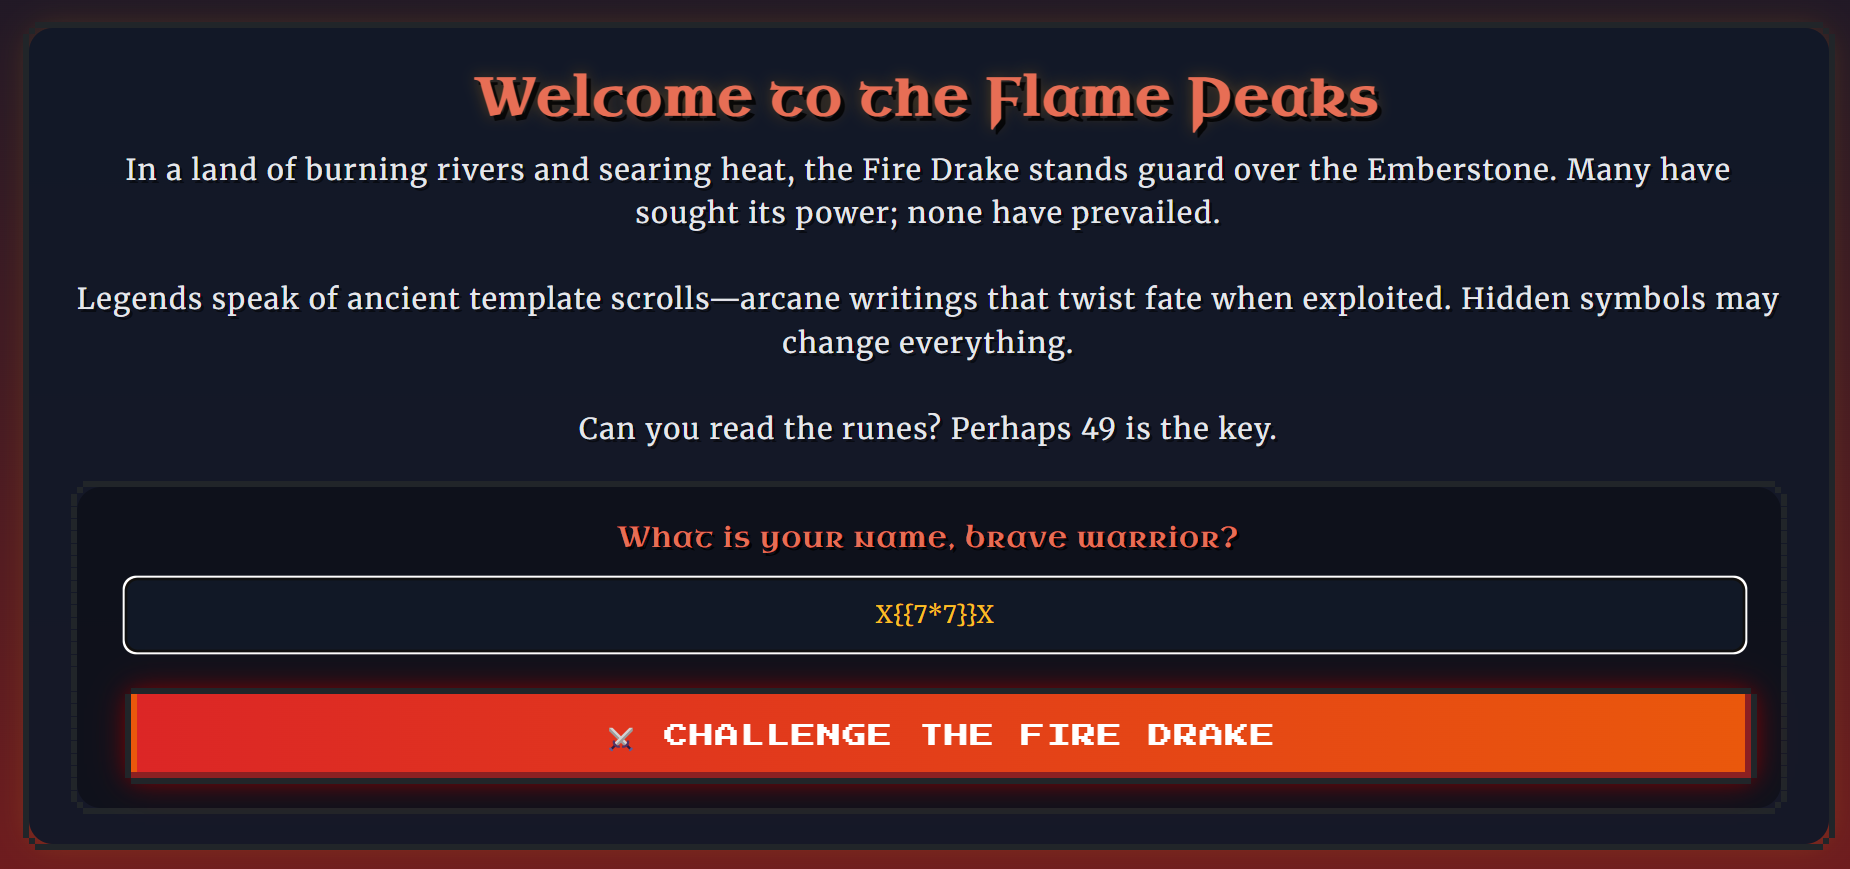 Welcome to the Flame Peaks
In a land of burning rivers and searing heat, the Fire Drake stands guard over the Emberstone. Many have
sought its power; none have prevailed.
Legends speak of ancient template scrolls—arcane writings that twist fate when exploited. Hidden symbols may
change everything.
Can you read the runes? Perhaps 49 is the key.
What is your name, brave warrior?
X{{7*7}}X
⚔️ CHALLENGE THE FIRE DRAKE